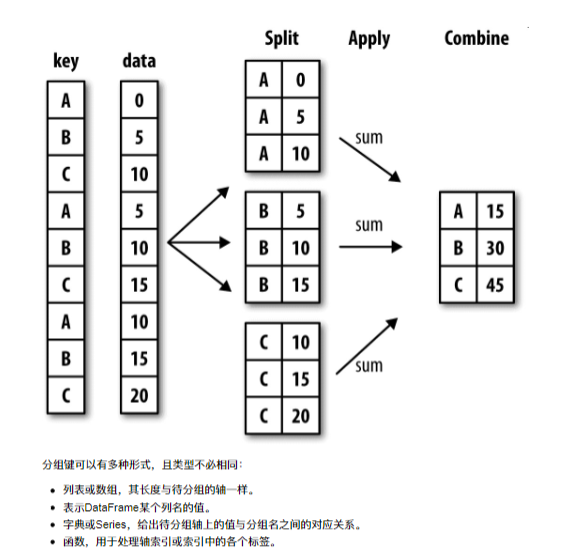 Split Apply Combine
key data
A 0
B 5
C 10
A 5
B 10
C 15
A 10
B 15
C 20
A 0
A 5
A 10
sum
B 5
B 10
B 15
sum
C 10
C 15
C 20
sum
A 15
B 30
C 45
分组键可以有多种形式，且类型不必相同：
列表或数组，其长度与待分组的轴一样。
表示DataFrame某个列名的值。
字典或Series，给出待分组轴上的值与分组名之间的对应关系。
函数，用于处理轴索引或索引中的各个标签。